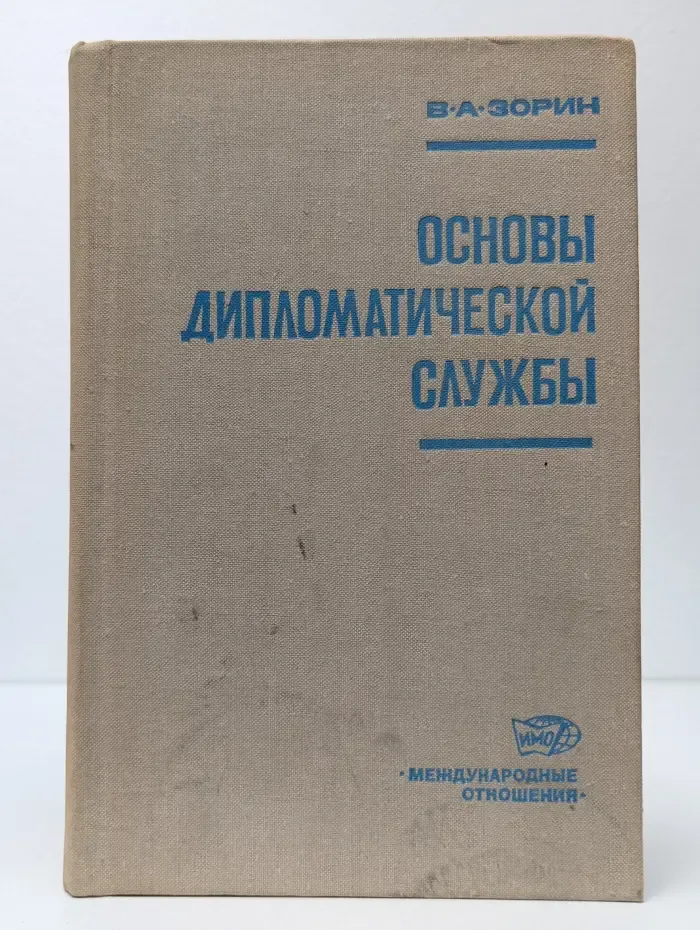 В·А·ЗОРИН
ОСНОВЫ
ДИПЛОМАТИЧЕСКОЙ
СЛУЖБЫ
ИМО
·МЕЖДУНАРОДНЫЕ
ОТНОШЕНИЯ·